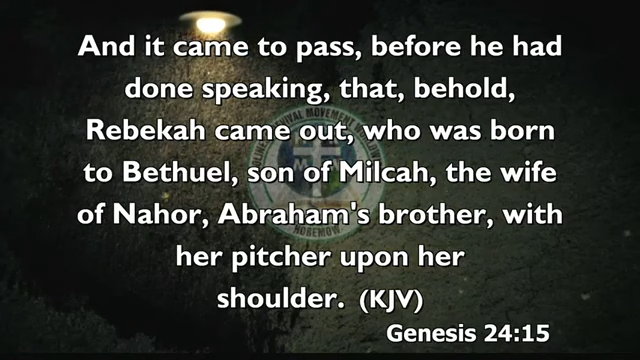 And it came to pass, before he had
done speaking, that, behold,
Rebekah came out, who was born
to Bethuel, son of Milcah, the wife
of Nahor, Abraham's brother, with
her pitcher upon her
shoulder. (KJV)
Genesis 24:15
HOREMOW